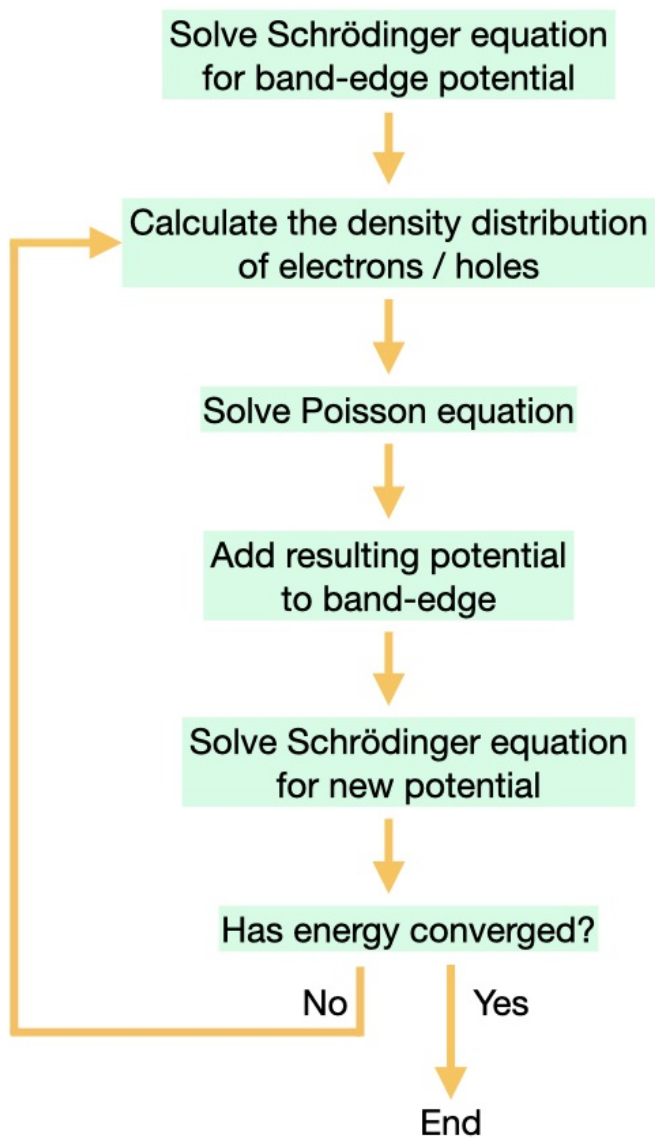 Solve Schrödinger equation
for band-edge potential
Calculate the density distribution
of electrons / holes
Solve Poisson equation
Add resulting potential
to band-edge
Solve Schrödinger equation
for new potential
Has energy converged?
No
Yes
End